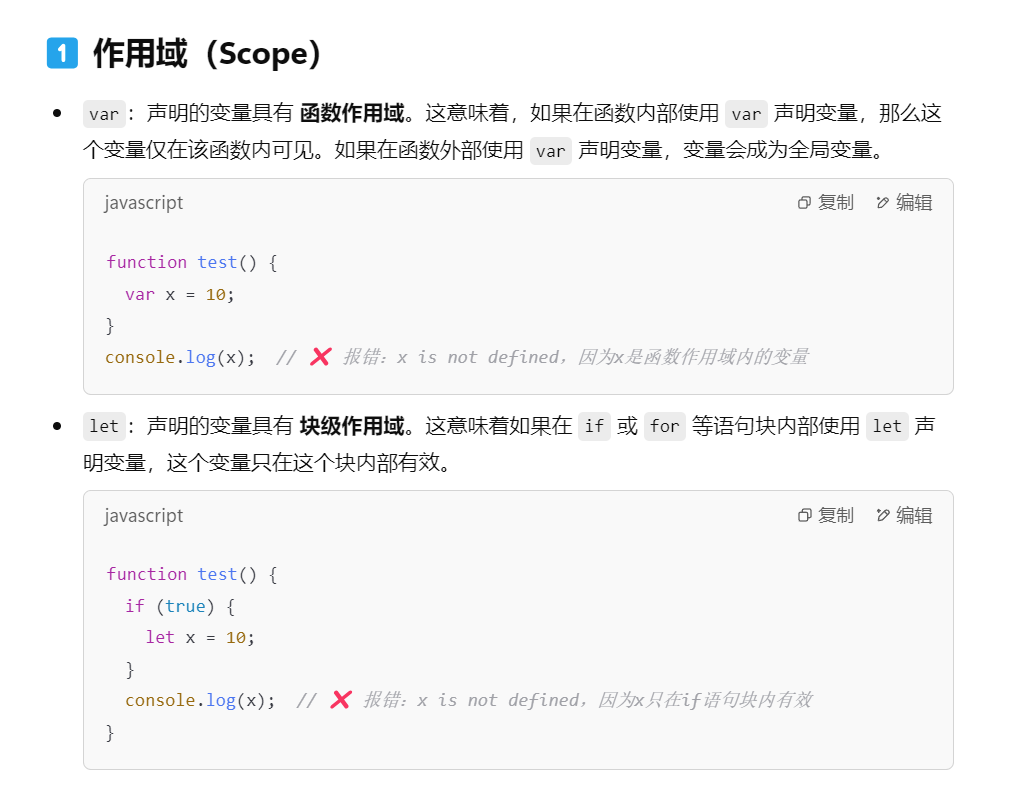 1 作用域（Scope）
• var：声明的变量具有 函数作用域。这意味着，如果在函数内部使用 var 声明变量，那么这
个变量仅在该函数内可见。如果在函数外部使用 var 声明变量，变量会成为全局变量。
javascript 复制 编辑
function test() {
  var x = 10;
}
console.log(x);  // ❌ 报错：x is not defined，因为x是函数作用域内的变量
• let：声明的变量具有 块级作用域。这意味着如果在 if 或 for 等语句块内部使用 let 声
明变量，这个变量只在这个块内部有效。
javascript 复制 编辑
function test() {
  if (true) {
    let x = 10;
  }
  console.log(x);  // ❌ 报错：x is not defined，因为x只在if语句块内有效
}